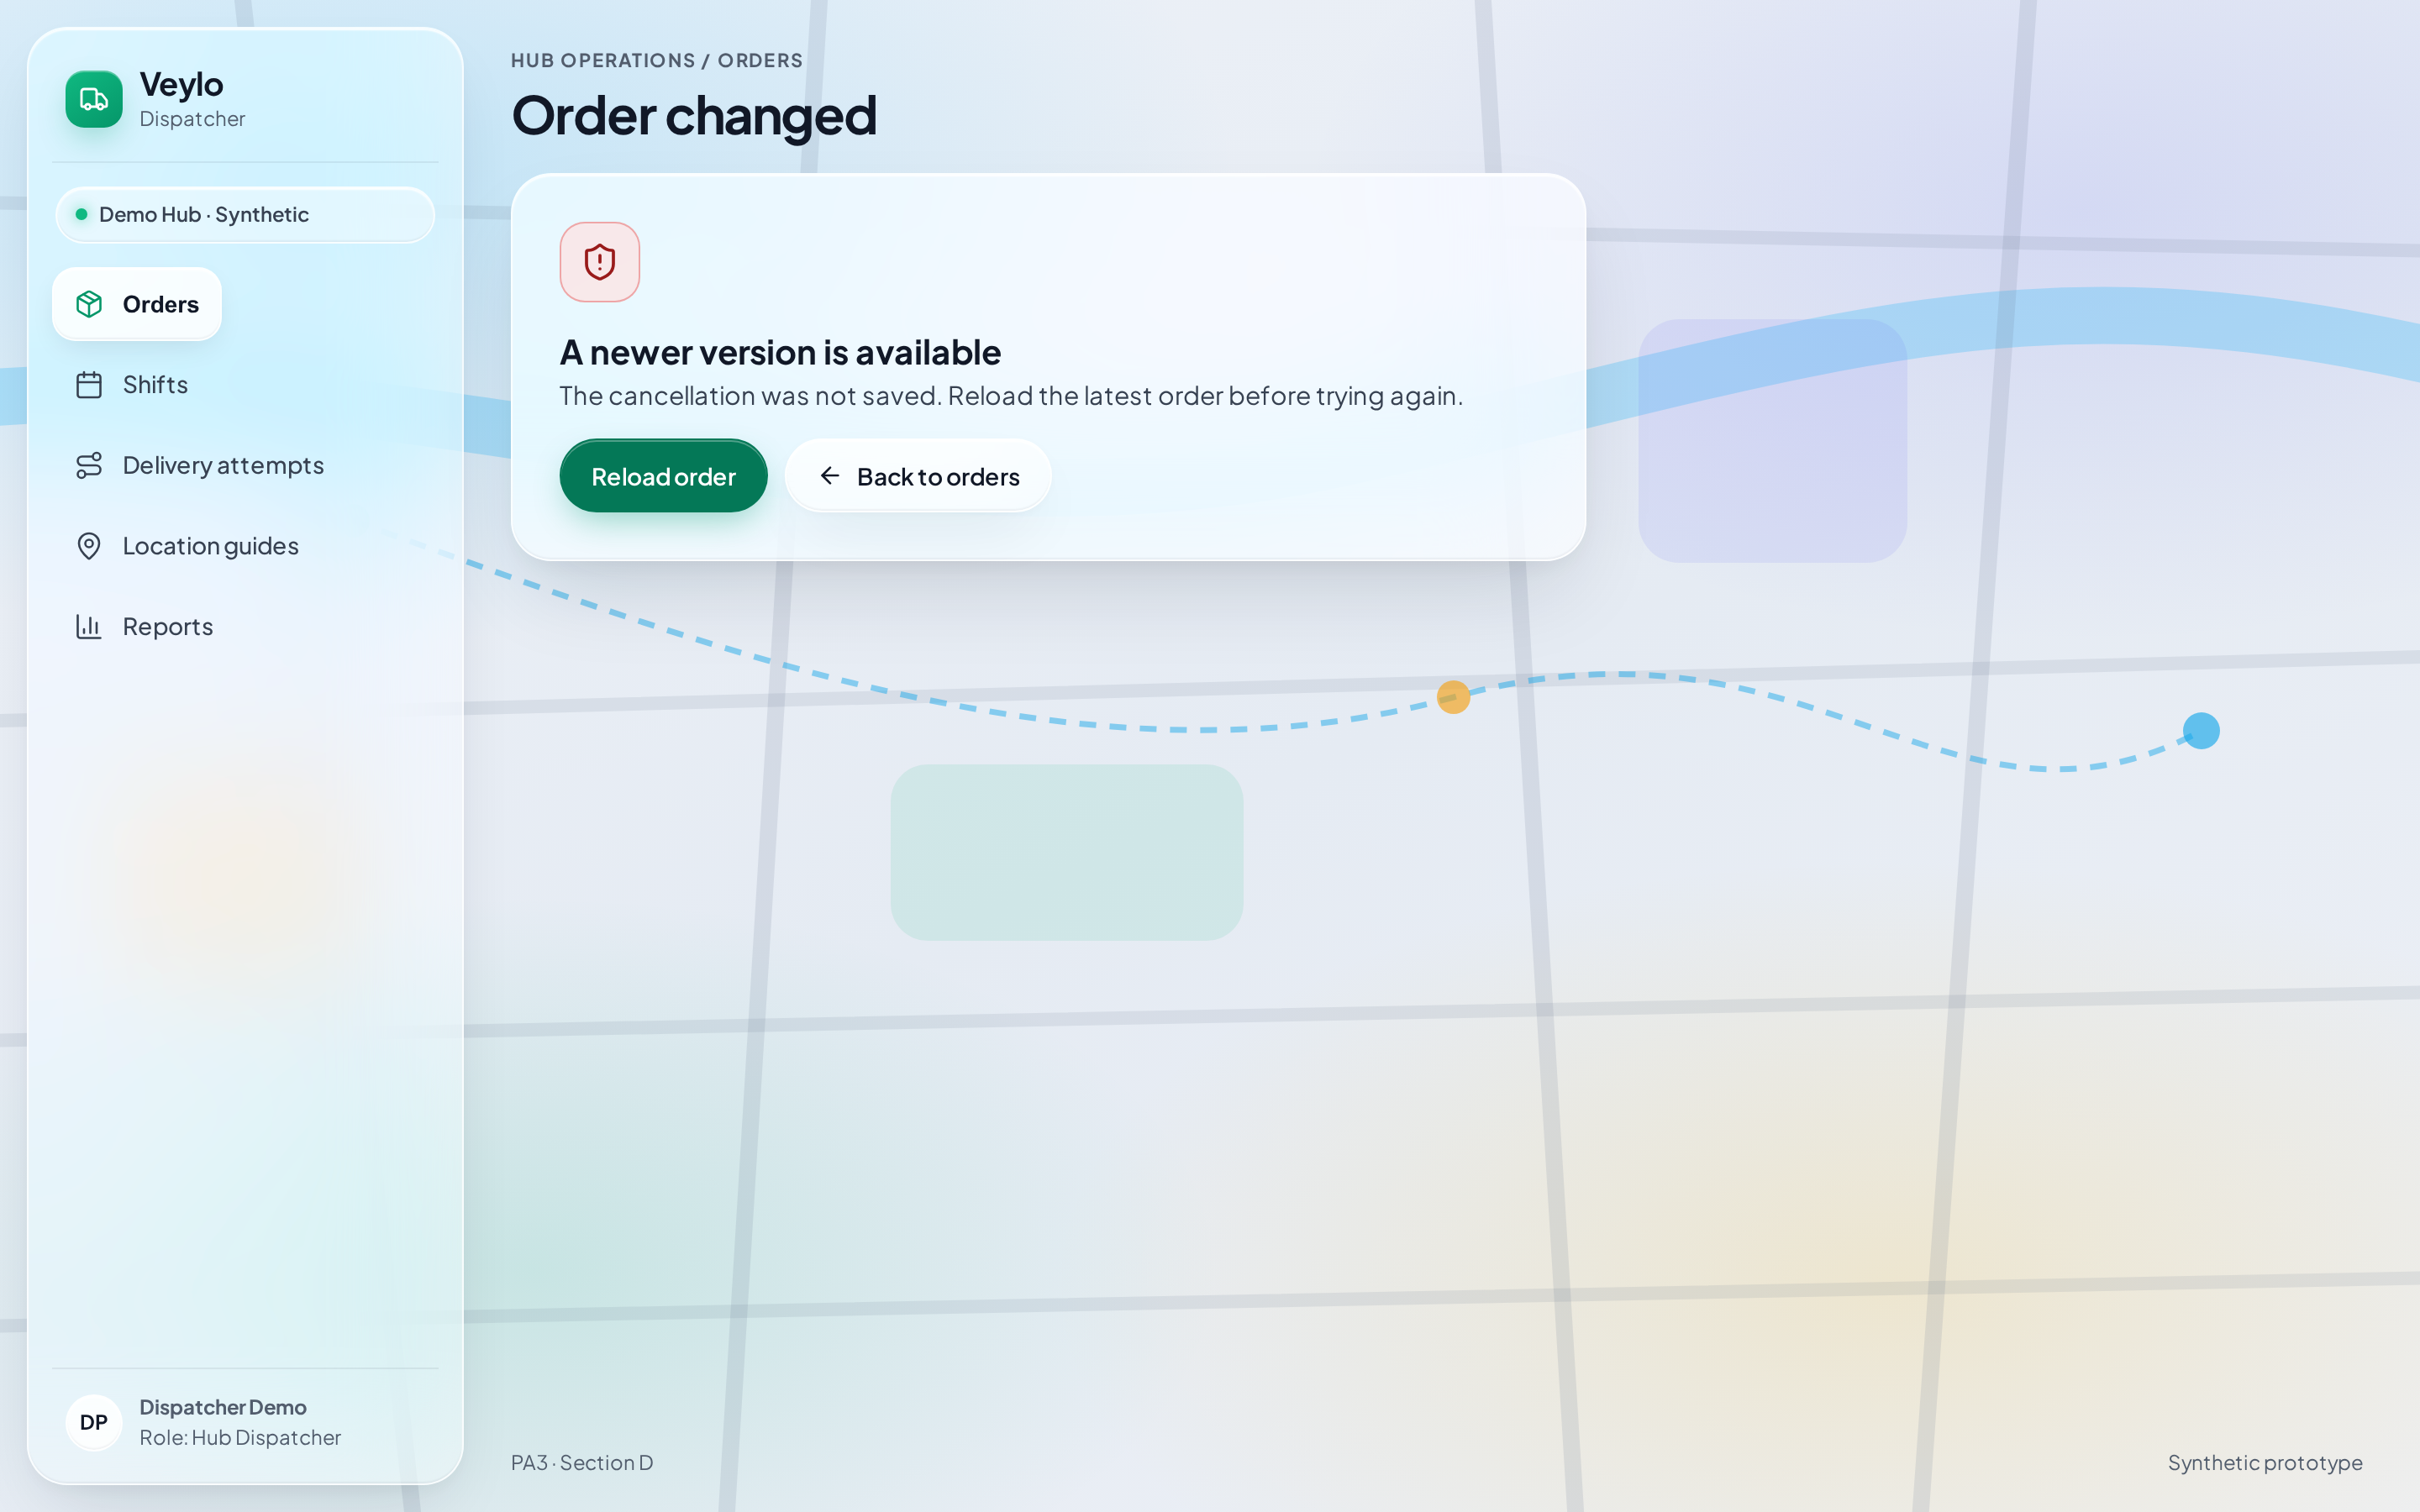 Veylo
Dispatcher
Demo Hub · Synthetic
Orders
Shifts
Delivery attempts
Location guides
Reports
DP
Dispatcher Demo
Role: Hub Dispatcher
HUB OPERATIONS / ORDERS
Order changed
A newer version is available
The cancellation was not saved. Reload the latest order before trying again.
Reload order
Back to orders
PA3 · Section D
Synthetic prototype